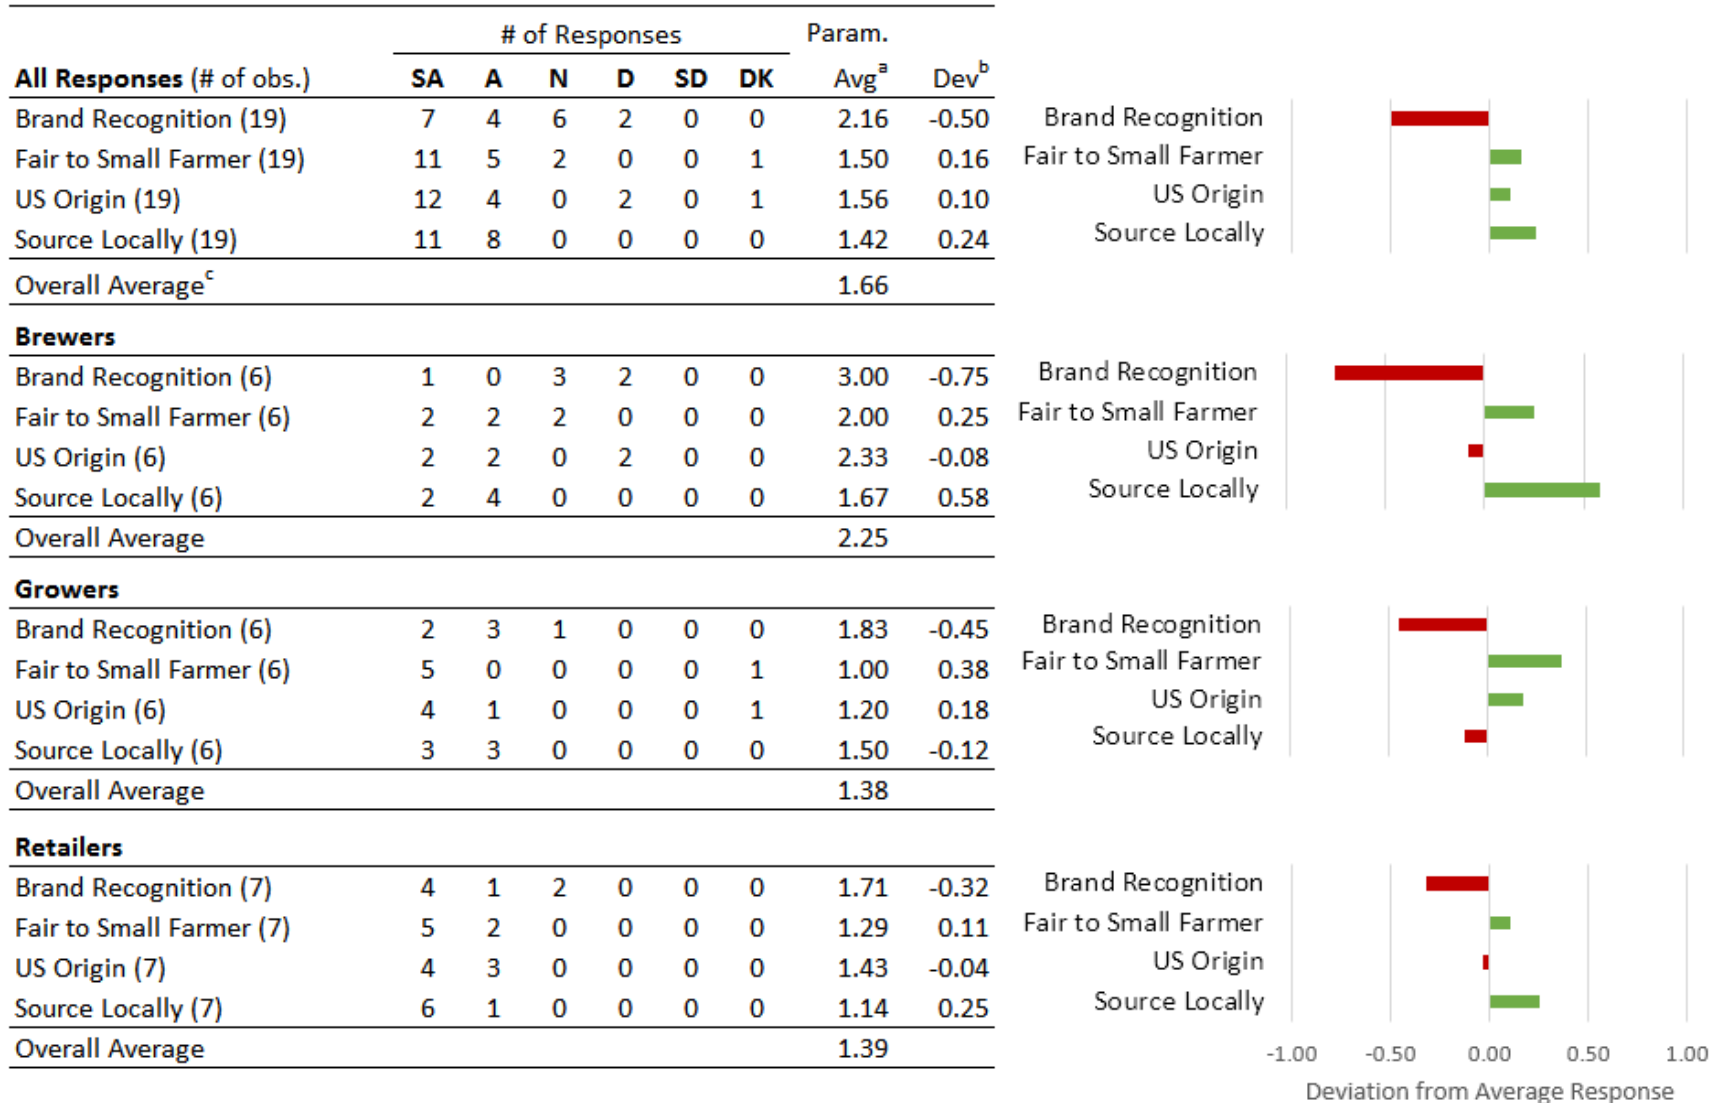 # of Responses Param.
All Responses (# of obs.) SA A N D SD DK Avg^a Dev^b
Brand Recognition (19) 7 4 6 2 0 0 2.16 -0.50
Fair to Small Farmer (19) 11 5 2 0 0 1 1.50 0.16
US Origin (19) 12 4 0 2 0 1 1.56 0.10
Source Locally (19) 11 8 0 0 0 0 1.42 0.24
Overall Average^c 1.66
Brand Recognition
Fair to Small Farmer
US Origin
Source Locally
Brewers
Brand Recognition (6) 1 0 3 2 0 0 3.00 -0.75
Fair to Small Farmer (6) 2 2 2 0 0 0 2.00 0.25
US Origin (6) 2 2 0 2 0 0 2.33 -0.08
Source Locally (6) 2 4 0 0 0 0 1.67 0.58
Overall Average 2.25
Brand Recognition
Fair to Small Farmer
US Origin
Source Locally
Growers
Brand Recognition (6) 2 3 1 0 0 0 1.83 -0.45
Fair to Small Farmer (6) 5 0 0 0 0 1 1.00 0.38
US Origin (6) 4 1 0 0 0 1 1.20 0.18
Source Locally (6) 3 3 0 0 0 0 1.50 -0.12
Overall Average 1.38
Brand Recognition
Fair to Small Farmer
US Origin
Source Locally
Retailers
Brand Recognition (7) 4 1 2 0 0 0 1.71 -0.32
Fair to Small Farmer (7) 5 2 0 0 0 0 1.29 0.11
US Origin (7) 4 3 0 0 0 0 1.43 -0.04
Source Locally (7) 6 1 0 0 0 0 1.14 0.25
Overall Average 1.39
Brand Recognition
Fair to Small Farmer
US Origin
Source Locally
-1.00 -0.50 0.00 0.50 1.00
Deviation from Average Response